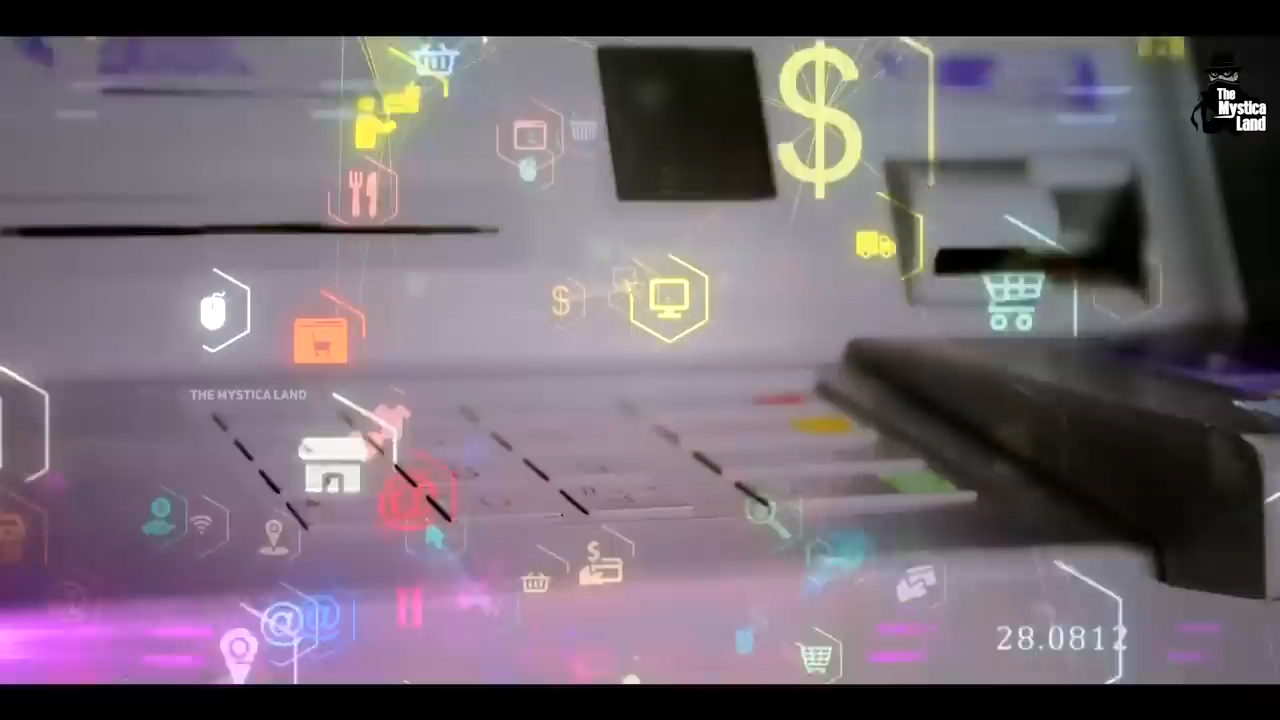 $
The
Mystica
Land
$
THE MYSTICA LAND
$
@
@
28.0812